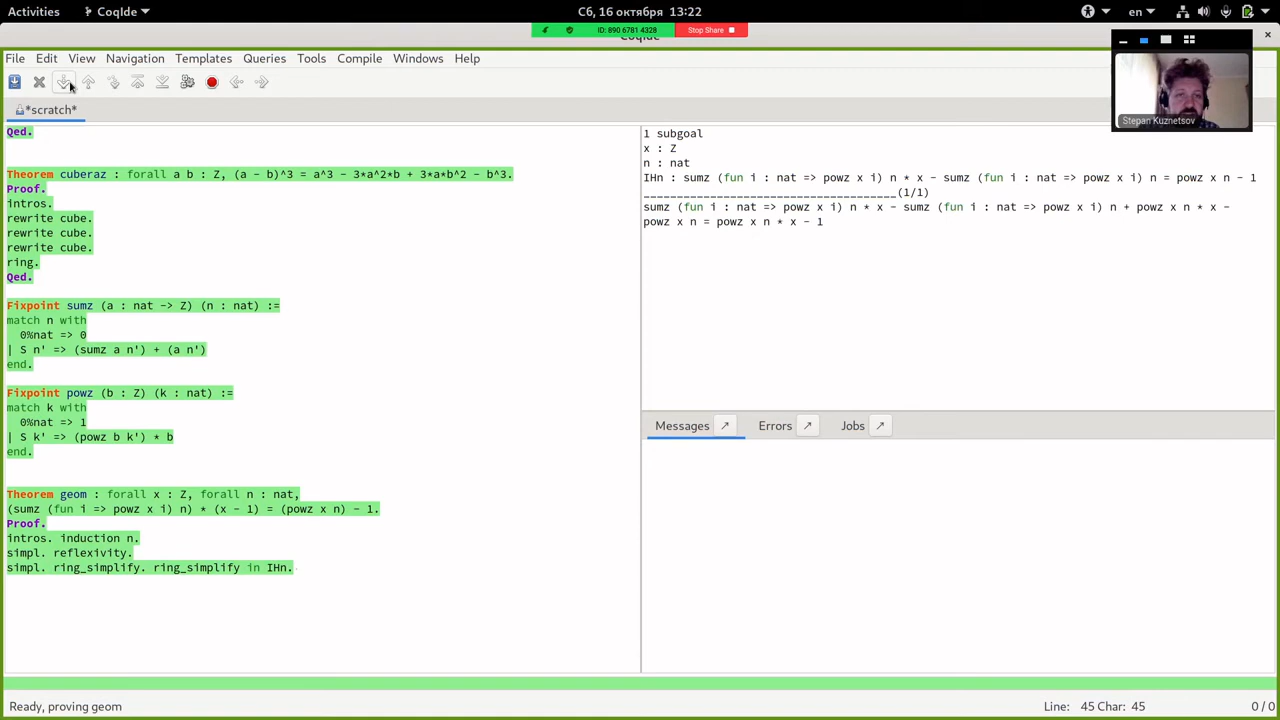 Activities
CoqIde
Сб, 16 октября 13:22
en
ID: 890 6781 4328
Stop Share
File Edit View Navigation Templates Queries Tools Compile Windows Help
Stepan Kuznetsov
*scratch*
Qed.
Theorem cuberaz : forall a b : Z, (a - b)^3 = a^3 - 3*a^2*b + 3*a*b^2 - b^3.
Proof.
intros.
rewrite cube.
rewrite cube.
rewrite cube.
ring.
Qed.
Fixpoint sumz (a : nat -> Z) (n : nat) :=
match n with
  0%nat => 0
| S n' => (sumz a n') + (a n')
end.
Fixpoint powz (b : Z) (k : nat) :=
match k with
  0%nat => 1
| S k' => (powz b k') * b
end.
Theorem geom : forall x : Z, forall n : nat,
(sumz (fun i => powz x i) n) * (x - 1) = (powz x n) - 1.
Proof.
intros. induction n.
simpl. reflexivity.
simpl. ring_simplify. ring_simplify in IHn.
1 subgoal
x : Z
n : nat
IHn : sumz (fun i : nat => powz x i) n * x - sumz (fun i : nat => powz x i) n = powz x n - 1
______________________________________(1/1)
sumz (fun i : nat => powz x i) n * x - sumz (fun i : nat => powz x i) n + powz x n * x -
powz x n = powz x n * x - 1
Messages
Errors
Jobs
Ready, proving geom
Line: 45 Char: 45
0 / 0